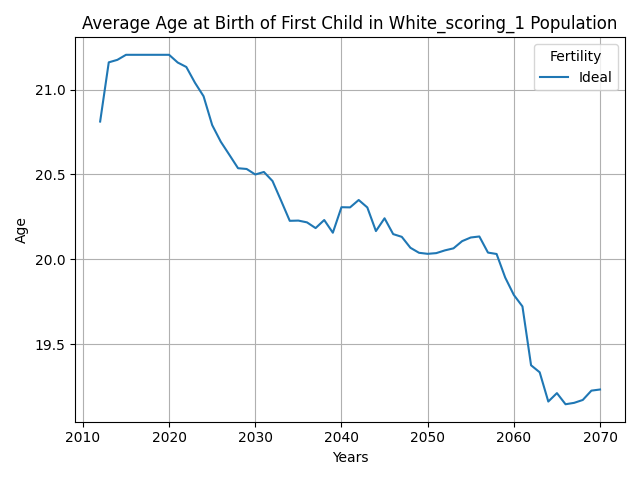 Average Age at Birth of First Child in White_scoring_1 Population
Fertility
Ideal
Age
21.0
20.5
20.0
19.5
2010 2020 2030 2040 2050 2060 2070
Years